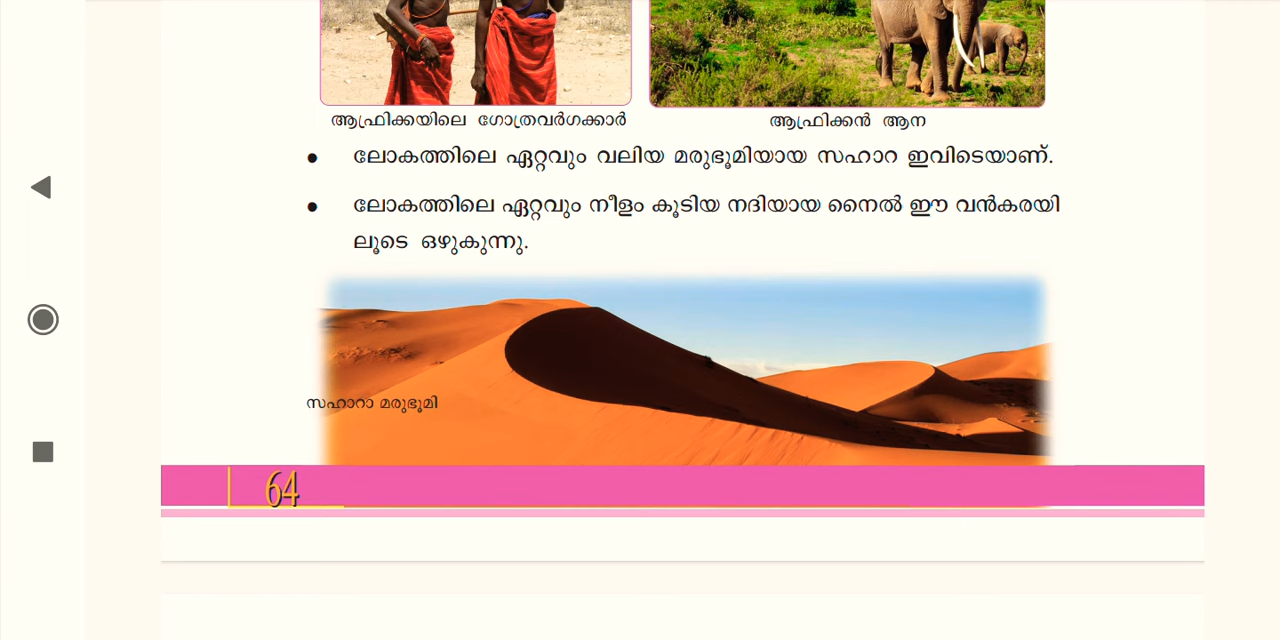 ആഫ്രിക്കയിലെ ഗോത്രവർഗക്കാർ
ആഫ്രിക്കൻ ആന
● ലോകത്തിലെ ഏറ്റവും വലിയ മരുഭൂമിയായ സഹാറ ഇവിടെയാണ്.
● ലോകത്തിലെ ഏറ്റവും നീളം കൂടിയ നദിയായ നൈൽ ഈ വൻകരയി
ലൂടെ ഒഴുകുന്നു.
സഹാറാ മരുഭൂമി
64